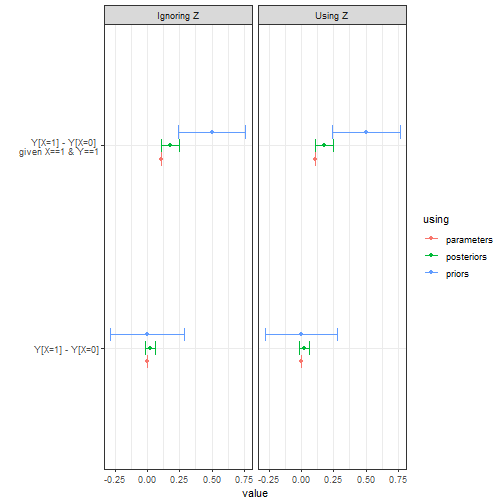 Ignoring Z
Using Z
Y[X=1] - Y[X=0]
given X==1 & Y==1
Y[X=1] - Y[X=0]
-0.25 0.00 0.25 0.50 0.75
-0.25 0.00 0.25 0.50 0.75
value
using
parameters
posteriors
priors